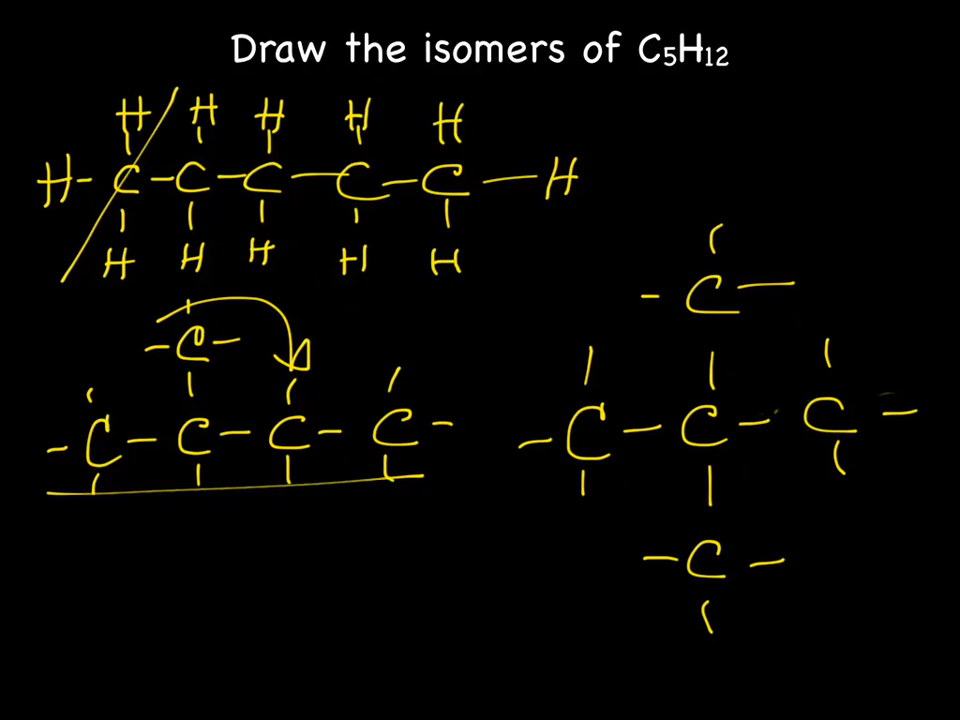 Draw the isomers of C₅H₁₂
H H H H H
H - C - C - C - C - C - H
H H H H H
- C -
- C - C - C - C -
- C -
- C - C - C -
- C -